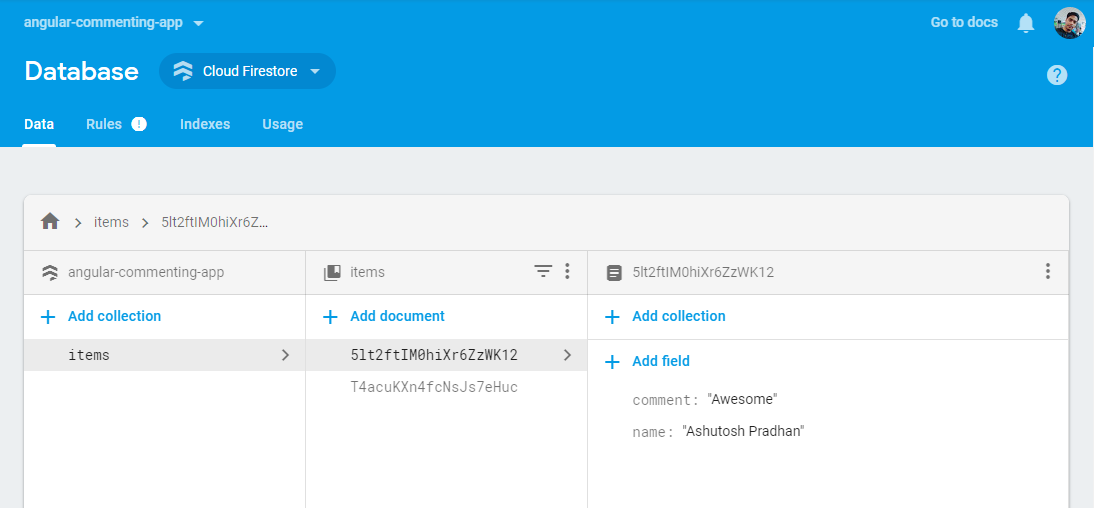 angular-commenting-app Go to docs
Database Cloud Firestore
Data Rules Indexes Usage
items 5lt2ftIM0hiXr6Z...
angular-commenting-app items 5lt2ftIM0hiXr6ZzWK12
Add collection Add document Add collection
items 5lt2ftIM0hiXr6ZzWK12 Add field
T4acuKXn4fcNsJs7eHuc
comment: "Awesome"
name: "Ashutosh Pradhan"